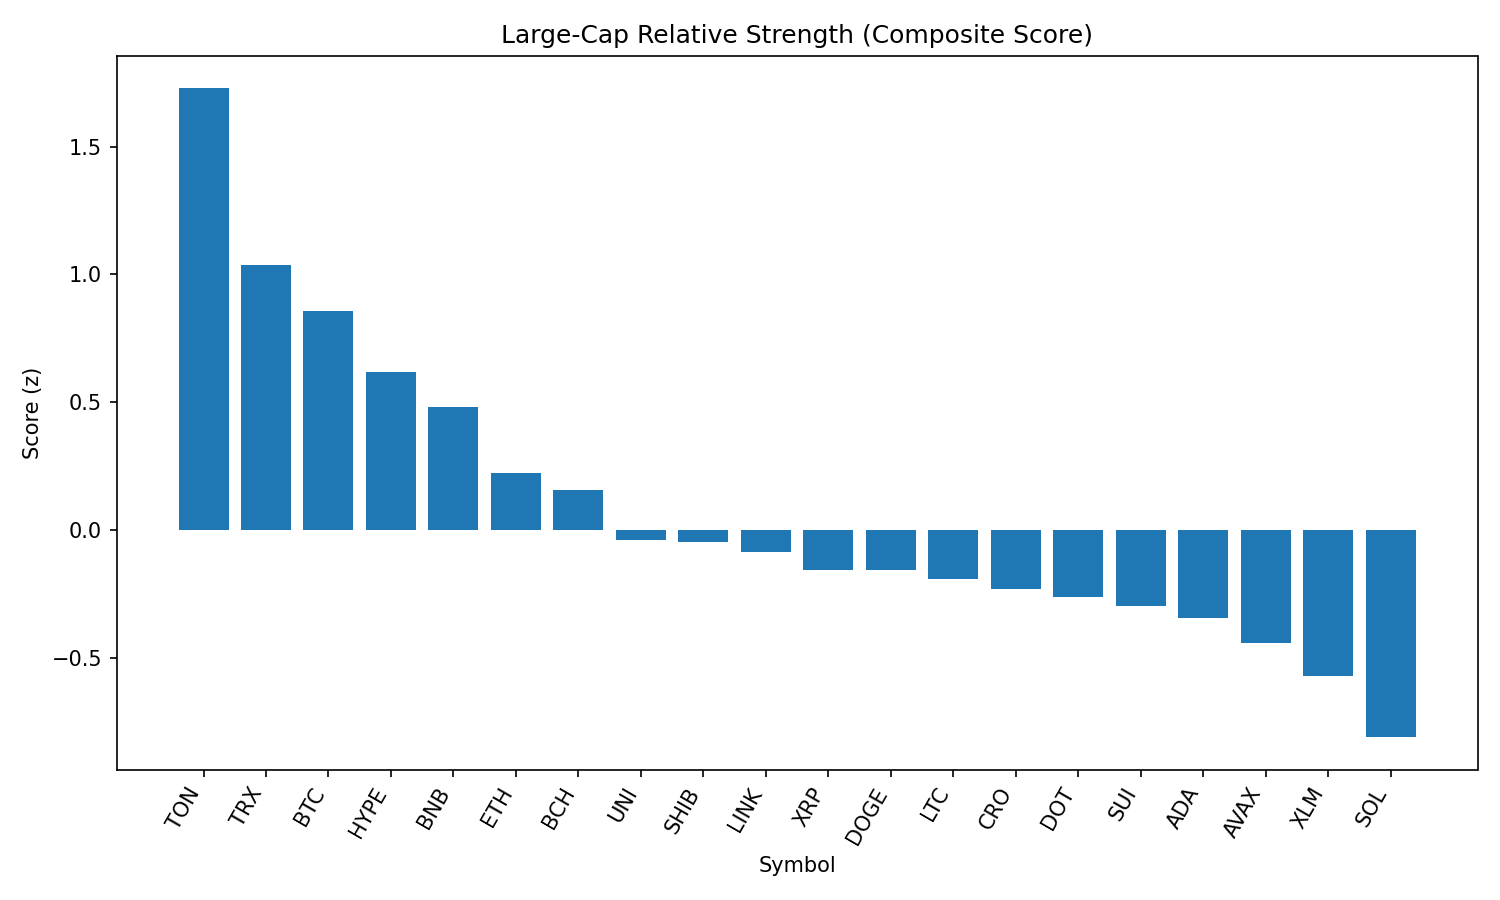 Large-Cap Relative Strength (Composite Score)
Score (z)
1.5
1.0
0.5
0.0
−0.5
TON
TRX
BTC
HYPE
BNB
ETH
BCH
UNI
SHIB
LINK
XRP
DOGE
LTC
CRO
DOT
SUI
ADA
AVAX
XLM
SOL
Symbol